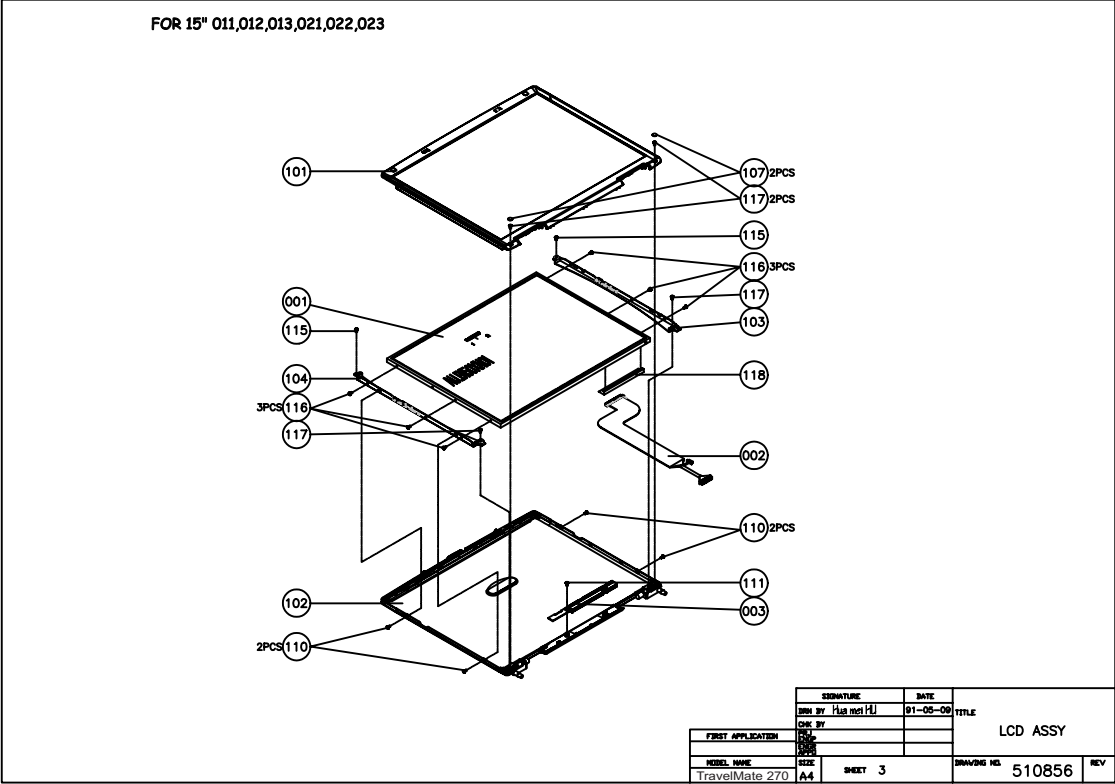 FOR 15" 011,012,013,021,022,023
101
107 2PCS
117 2PCS
115
116 3PCS
001
117
115
103
104
118
3PCS 116
117
002
110 2PCS
111
102
003
2PCS 110
SIGNATURE DATE
DRN BY Hua mei HU 91-05-09 TITLE
CHK BY
LCD ASSY
FIRST APPLICATION
MODEL NAME SIZE SHEET 3 DRAWING NO. 510856 REV
TravelMate 270 A4